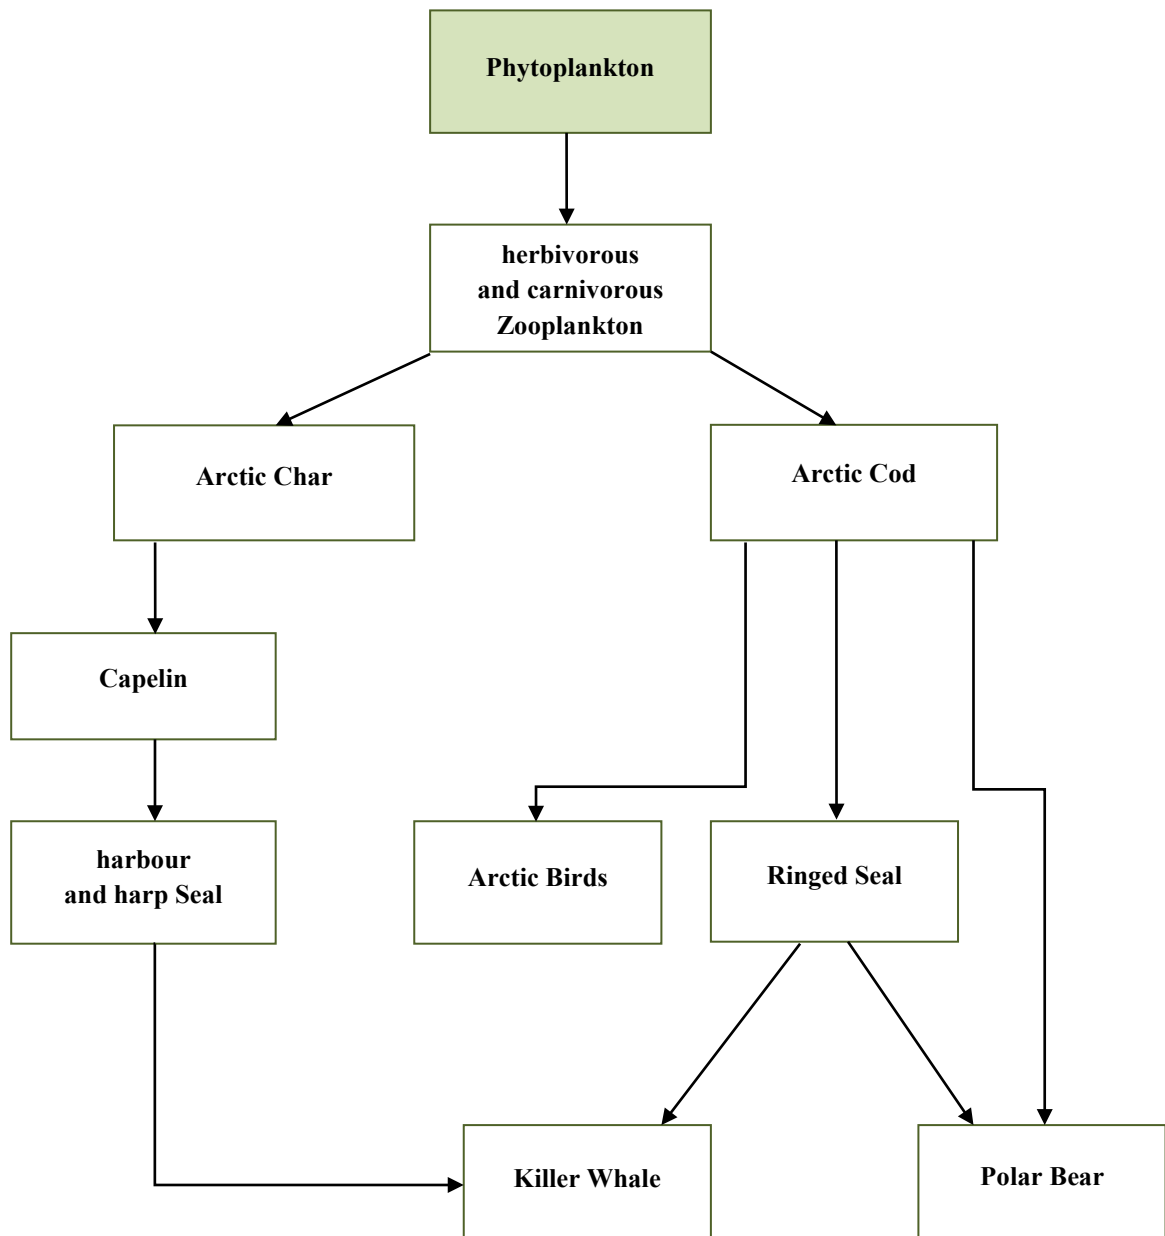 Phytoplankton
herbivorous
and carnivorous
Zooplankton
Arctic Char
Arctic Cod
Capelin
harbour
and harp Seal
Arctic Birds
Ringed Seal
Killer Whale
Polar Bear